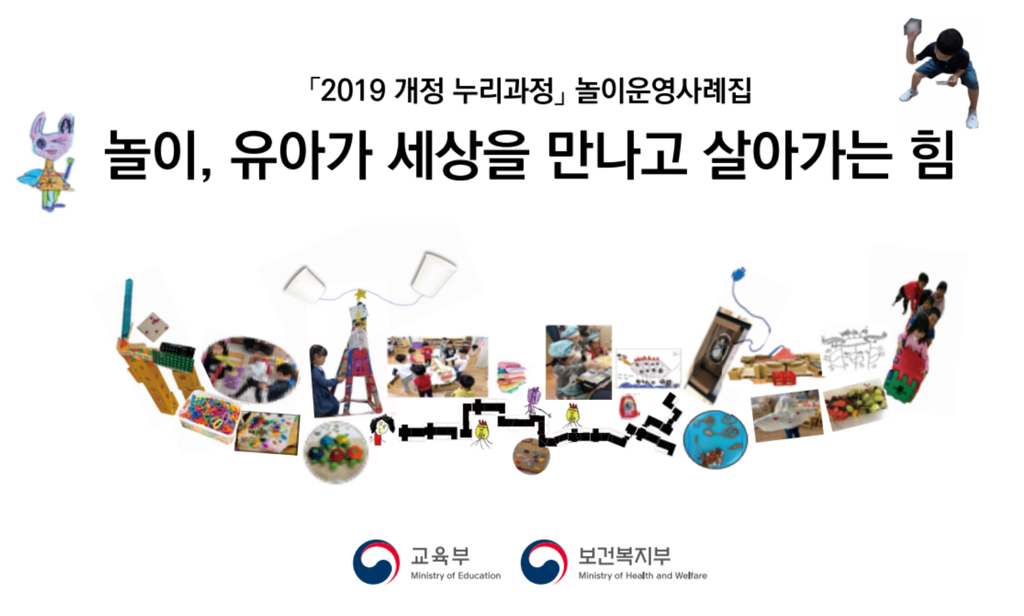 「2019 개정 누리과정」 놀이운영사례집
놀이, 유아가 세상을 만나고 살아가는 힘
교육부
Ministry of Education
보건복지부
Ministry of Health and Welfare